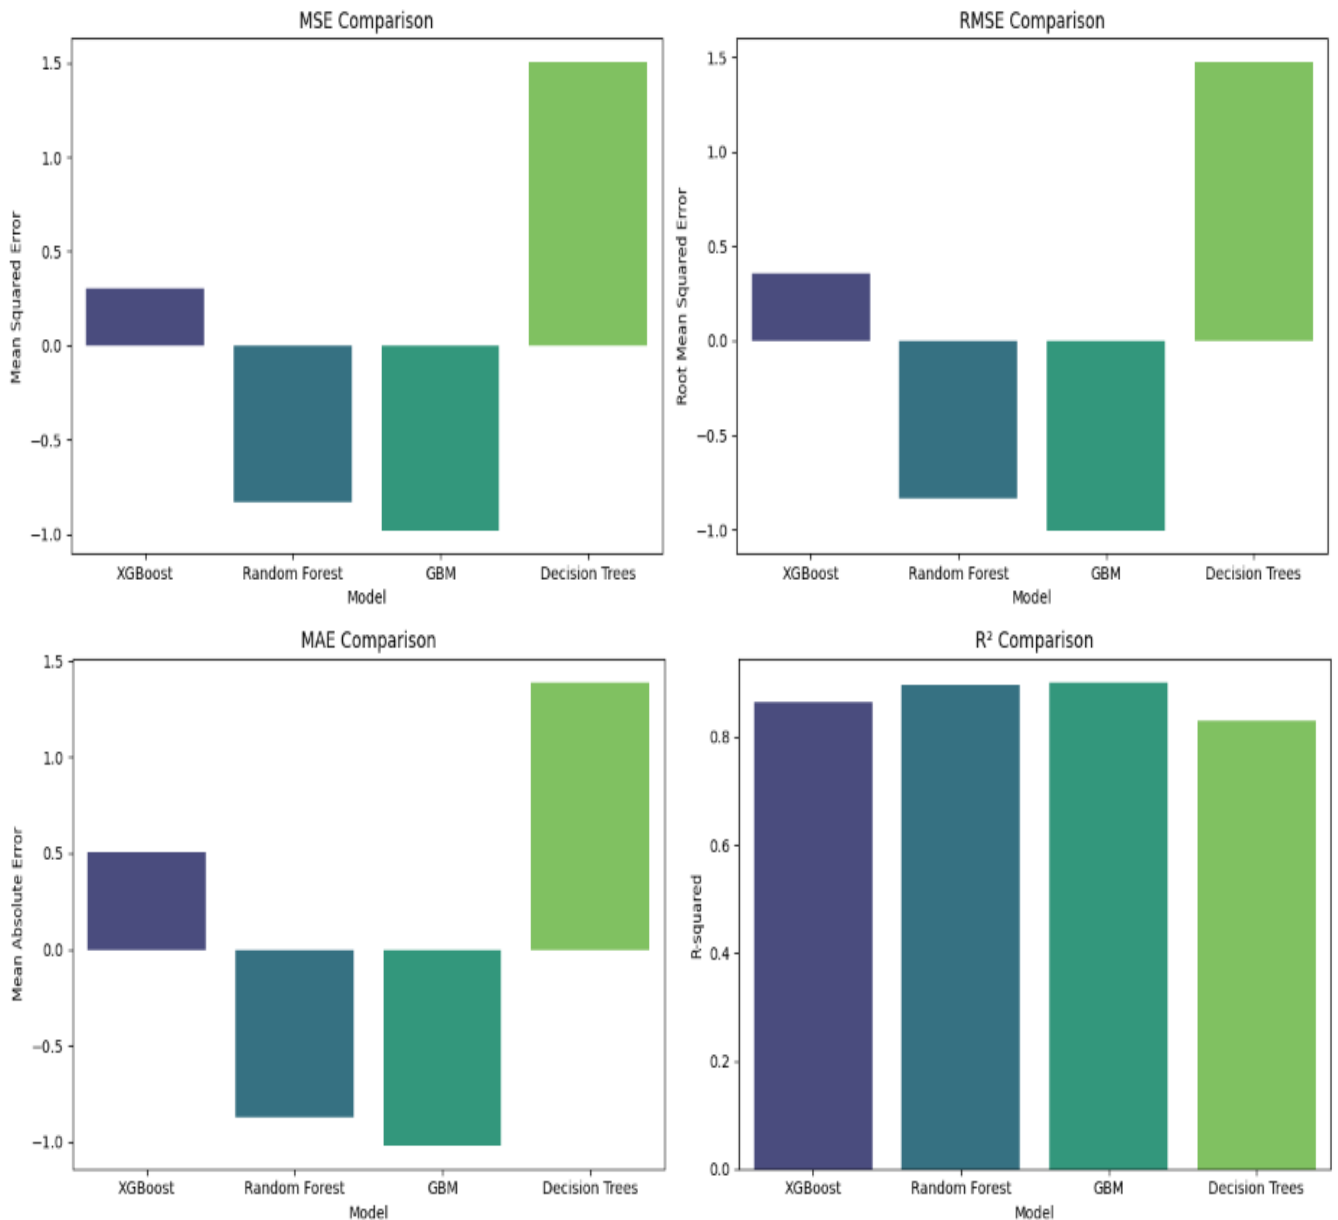 MSE Comparison
Mean Squared Error
1.5
1.0
0.5
0.0
−0.5
−1.0
XGBoost Random Forest GBM Decision Trees
Model
RMSE Comparison
Root Mean Squared Error
1.5
1.0
0.5
0.0
−0.5
−1.0
XGBoost Random Forest GBM Decision Trees
Model
MAE Comparison
Mean Absolute Error
1.5
1.0
0.5
0.0
−0.5
−1.0
XGBoost Random Forest GBM Decision Trees
Model
R² Comparison
R-squared
0.8
0.6
0.4
0.2
0.0
XGBoost Random Forest GBM Decision Trees
Model